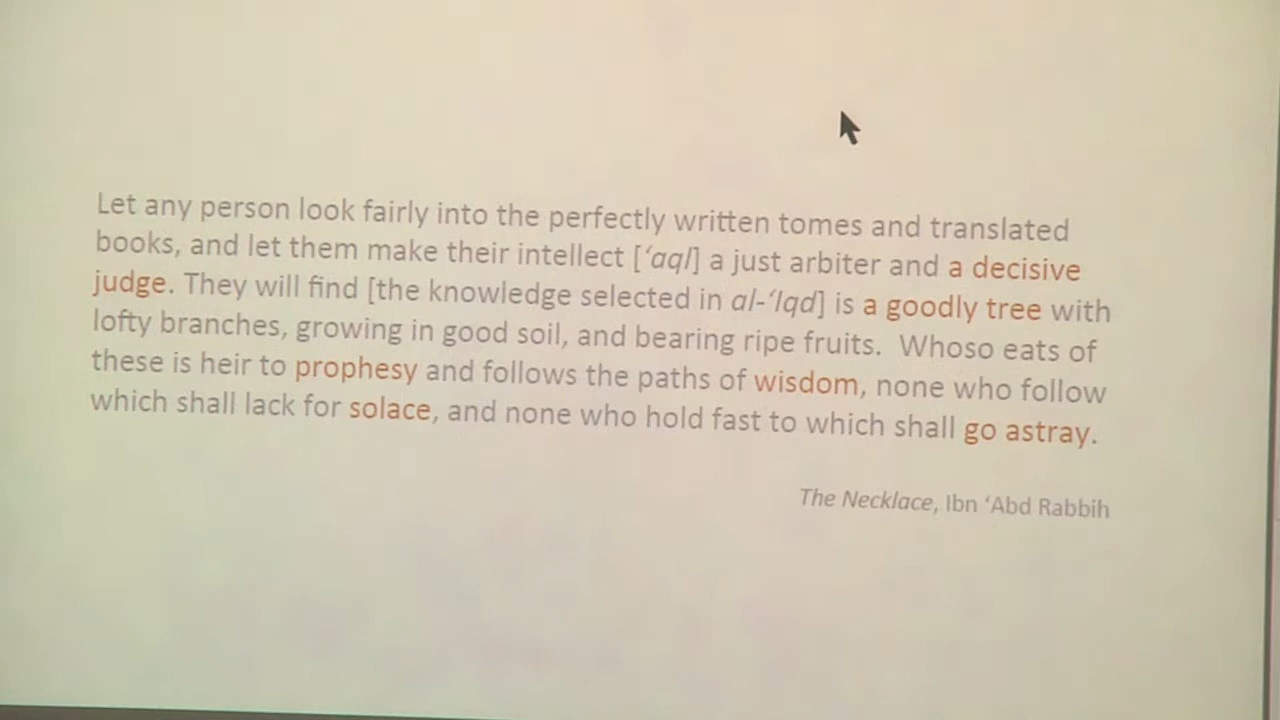 Let any person look fairly into the perfectly written tomes and translated
books, and let them make their intellect [‘aql] a just arbiter and a decisive
judge. They will find [the knowledge selected in al-‘Iqd] is a goodly tree with
lofty branches, growing in good soil, and bearing ripe fruits. Whoso eats of
these is heir to prophesy and follows the paths of wisdom, none who follow
which shall lack for solace, and none who hold fast to which shall go astray.
The Necklace, Ibn ‘Abd Rabbih